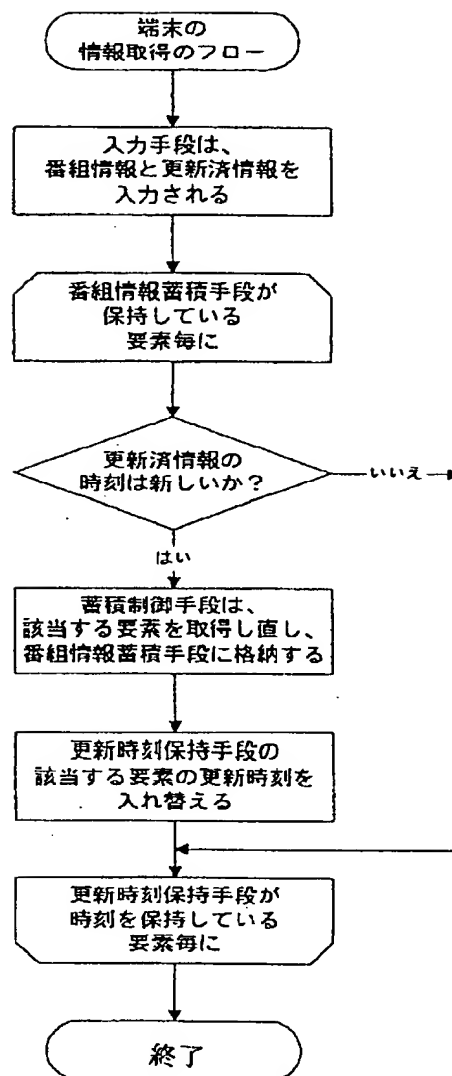 端末の
情報取得のフロー
入力手段は、
番組情報と更新済情報を
入力される
番組情報蓄積手段が
保持している
要素毎に
更新済情報の
時刻は新しいか？
いいえ
はい
蓄積制御手段は、
該当する要素を取得し直し、
番組情報蓄積手段に格納する
更新時刻保持手段の
該当する要素の更新時刻を
入れ替える
更新時刻保持手段が
時刻を保持している
要素毎に
終了